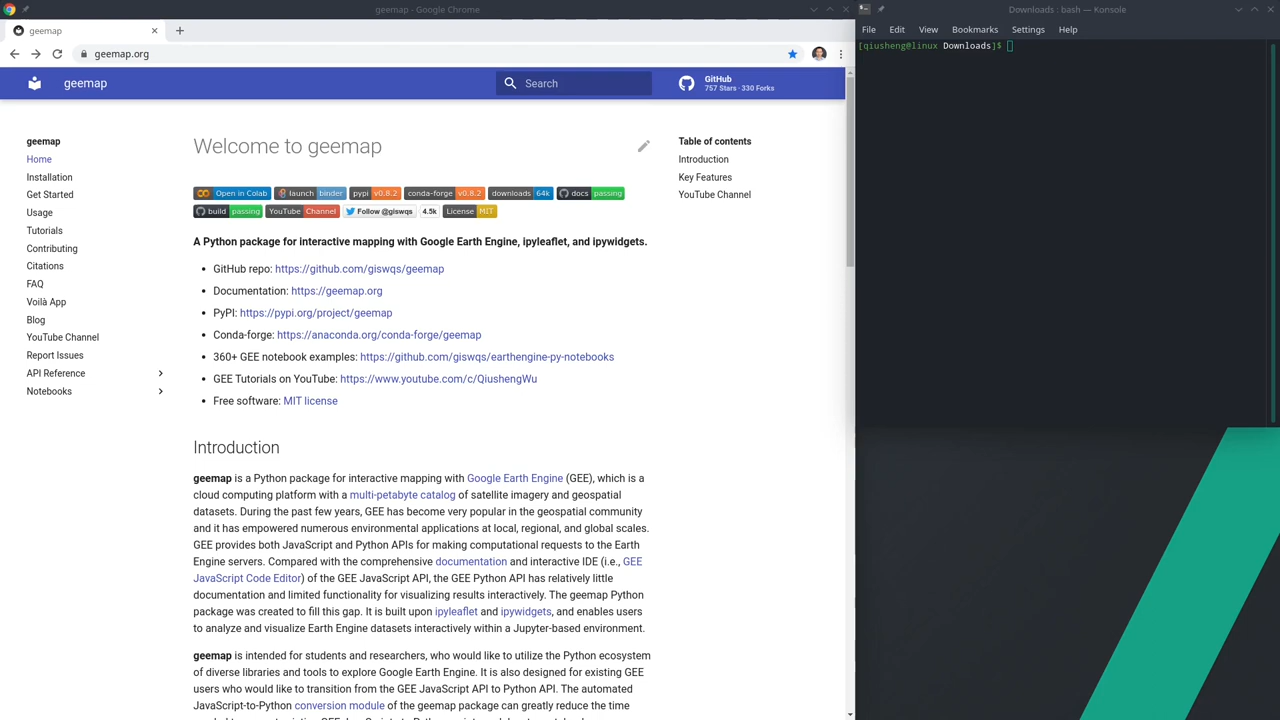 geemap - Google Chrome
geemap
geemap.org
geemap
Search
GitHub
757 Stars · 330 Forks
geemap
Home
Installation
Get Started
Usage
Tutorials
Contributing
Citations
FAQ
Voilà App
Blog
YouTube Channel
Report Issues
API Reference
Notebooks
Welcome to geemap
Open in Colab launch binder pypi v0.8.2 conda-forge v0.8.2 downloads 64k docs passing
build passing YouTube Channel Follow @giswqs 4.5k License MIT
A Python package for interactive mapping with Google Earth Engine, ipyleaflet, and ipywidgets.
• GitHub repo: https://github.com/giswqs/geemap
• Documentation: https://geemap.org
• PyPI: https://pypi.org/project/geemap
• Conda-forge: https://anaconda.org/conda-forge/geemap
• 360+ GEE notebook examples: https://github.com/giswqs/earthengine-py-notebooks
• GEE Tutorials on YouTube: https://www.youtube.com/c/QiushengWu
• Free software: MIT license
Introduction
geemap is a Python package for interactive mapping with Google Earth Engine (GEE), which is a
cloud computing platform with a multi-petabyte catalog of satellite imagery and geospatial
datasets. During the past few years, GEE has become very popular in the geospatial community
and it has empowered numerous environmental applications at local, regional, and global scales.
GEE provides both JavaScript and Python APIs for making computational requests to the Earth
Engine servers. Compared with the comprehensive documentation and interactive IDE (i.e., GEE
JavaScript Code Editor) of the GEE JavaScript API, the GEE Python API has relatively little
documentation and limited functionality for visualizing results interactively. The geemap Python
package was created to fill this gap. It is built upon ipyleaflet and ipywidgets, and enables users
to analyze and visualize Earth Engine datasets interactively within a Jupyter-based environment.
geemap is intended for students and researchers, who would like to utilize the Python ecosystem
of diverse libraries and tools to explore Google Earth Engine. It is also designed for existing GEE
users who would like to transition from the GEE JavaScript API to Python API. The automated
JavaScript-to-Python conversion module of the geemap package can greatly reduce the time
Table of contents
Introduction
Key Features
YouTube Channel
Downloads : bash — Konsole
File Edit View Bookmarks Settings Help
[qiusheng@linux Downloads]$